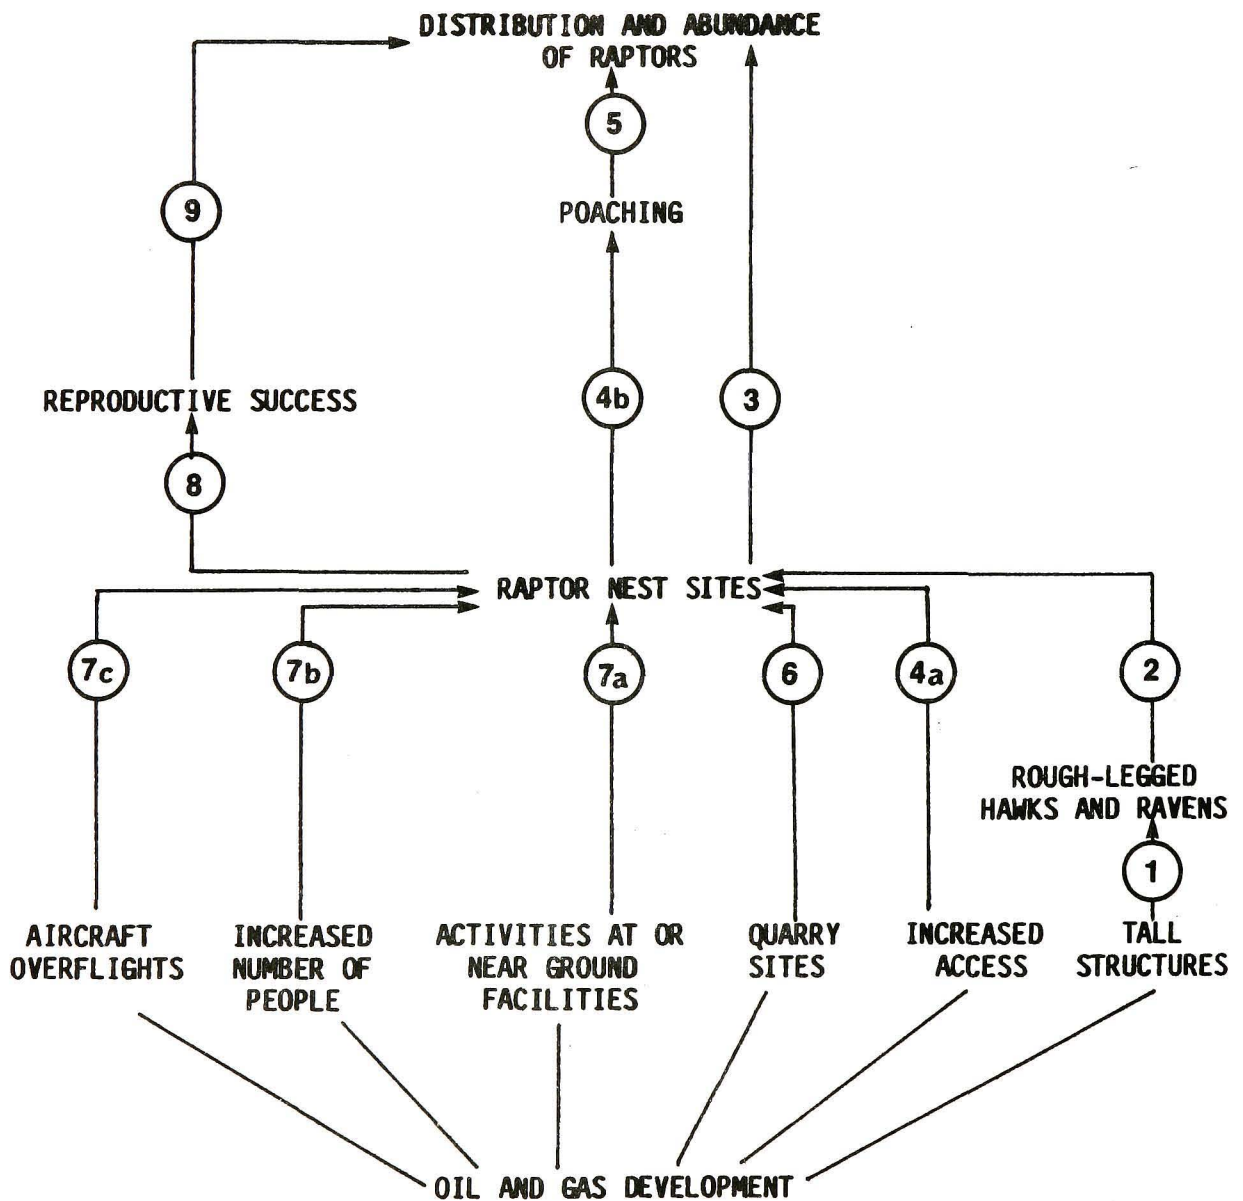 DISTRIBUTION AND ABUNDANCE
OF RAPTORS
5
9
POACHING
REPRODUCTIVE SUCCESS
4b
3
8
RAPTOR NEST SITES
7c
7b
7a
6
4a
2
ROUGH-LEGGED
HAWKS AND RAVENS
1
AIRCRAFT
OVERFLIGHTS
INCREASED
NUMBER OF
PEOPLE
ACTIVITIES AT OR
NEAR GROUND
FACILITIES
QUARRY
SITES
INCREASED
ACCESS
TALL
STRUCTURES
OIL AND GAS DEVELOPMENT